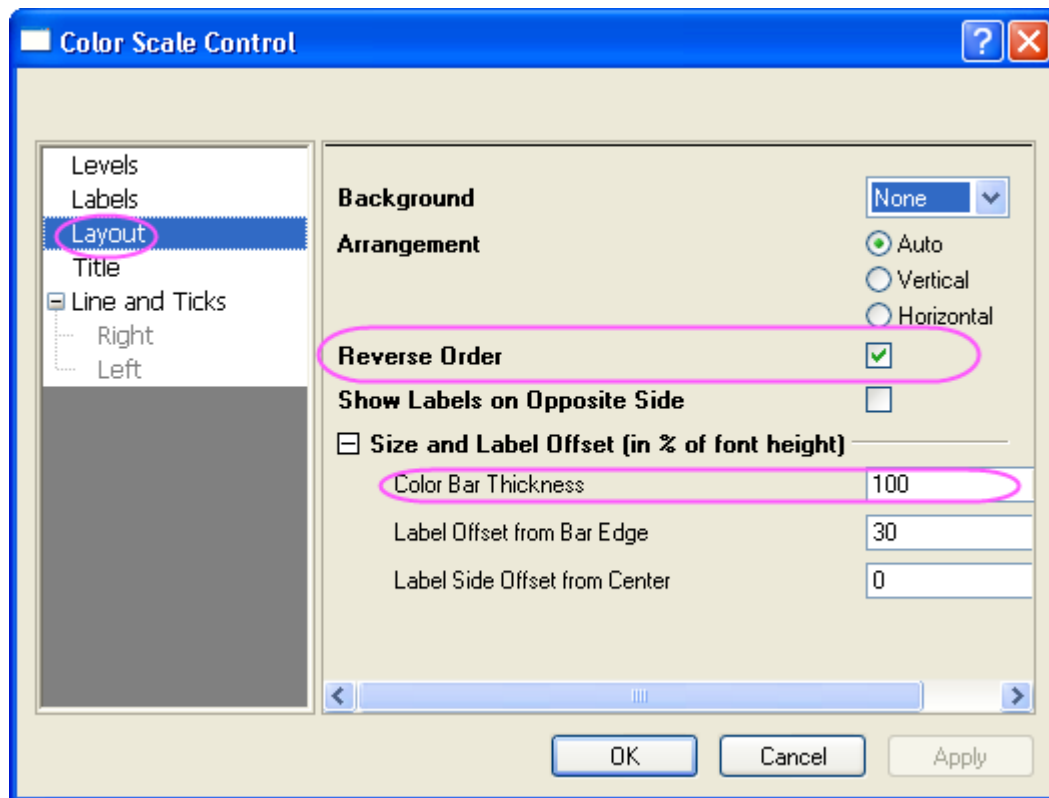 Color Scale Control
Levels
Labels
Layout
Title
Line and Ticks
Right
Left
Background None
Arrangement Auto
Vertical
Horizontal
Reverse Order
Show Labels on Opposite Side
Size and Label Offset (in % of font height)
Color Bar Thickness 100
Label Offset from Bar Edge 30
Label Side Offset from Center 0
OK Cancel Apply